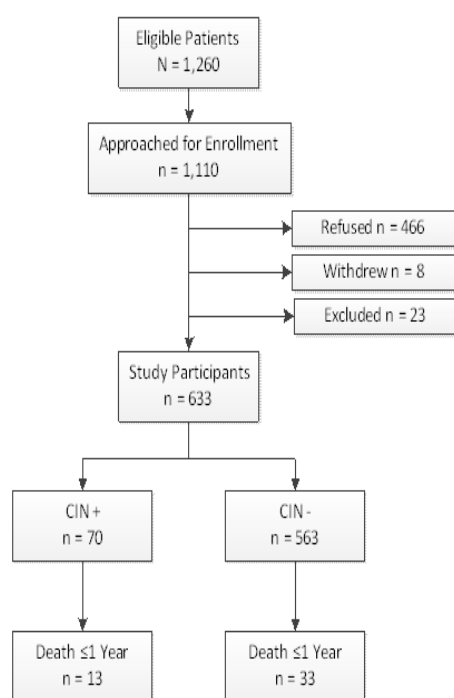 Eligible Patients
N = 1,260
Approached for Enrollment
n = 1,110
Refused n = 466
Withdrew n = 8
Excluded n = 23
Study Participants
n = 633
CIN +
n = 70
CIN -
n = 563
Death ≤1 Year
n = 13
Death ≤1 Year
n = 33